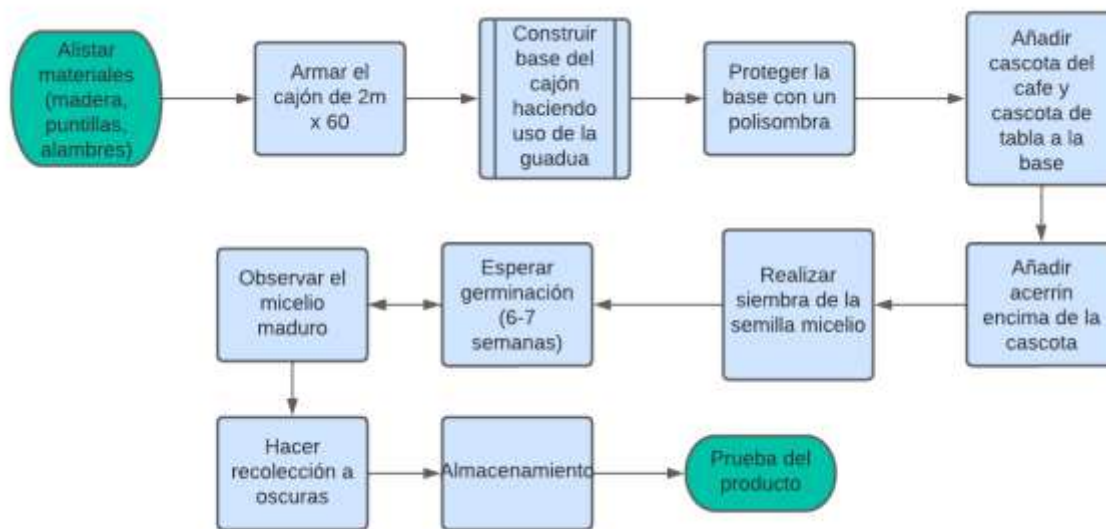 Alistar
materiales
(madera,
puntillas,
alambres)
Armar el
cajón de 2m
x 60
Construir
base del
cajón
haciendo
uso de la
guadua
Proteger la
base con un
polisombra
Añadir
cascota del
cafe y
cascota de
tabla a la
base
Añadir
acerrin
encima de la
cascota
Realizar
siembra de la
semilla micelio
Esperar
germinación
(6-7
semanas)
Observar el
micelio
maduro
Hacer
recolección a
oscuras
Almacenamiento
Prueba del
producto